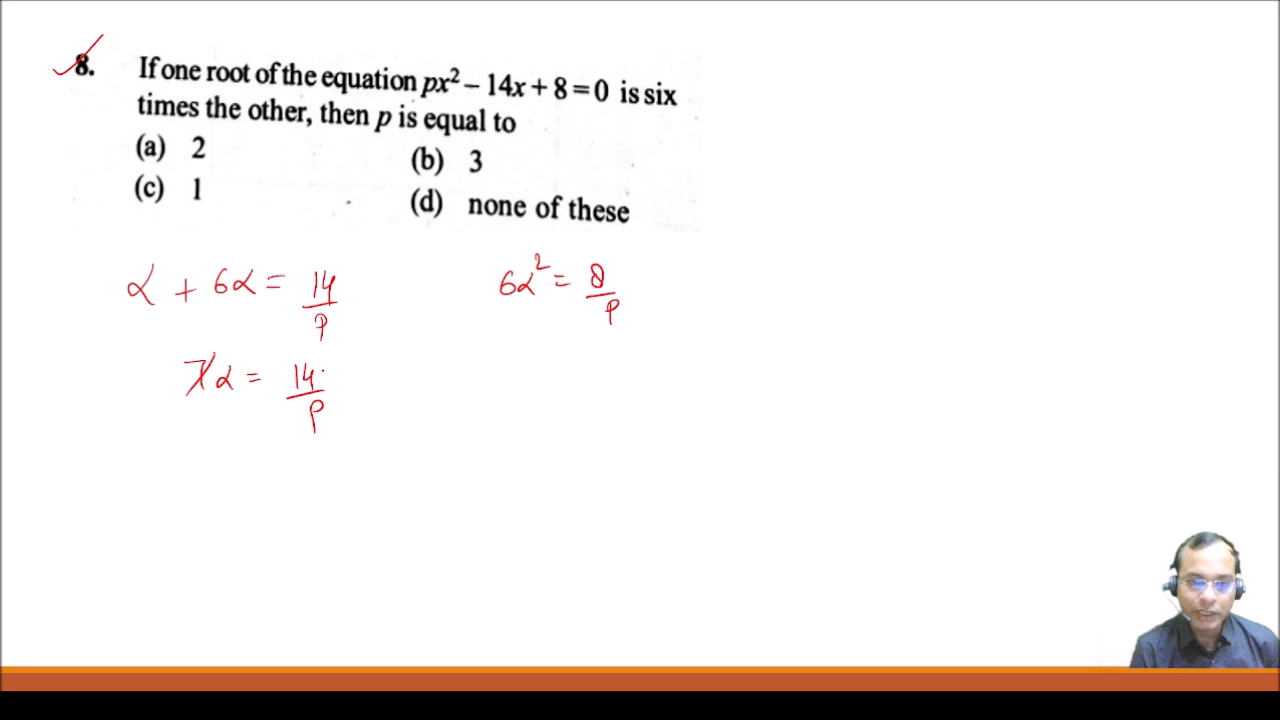 8. If one root of the equation px² – 14x + 8 = 0 is six
times the other, then p is equal to
(a) 2 (b) 3
(c) 1 (d) none of these
α + 6α = 14/p 6α² = 8/p
7α = 14/p